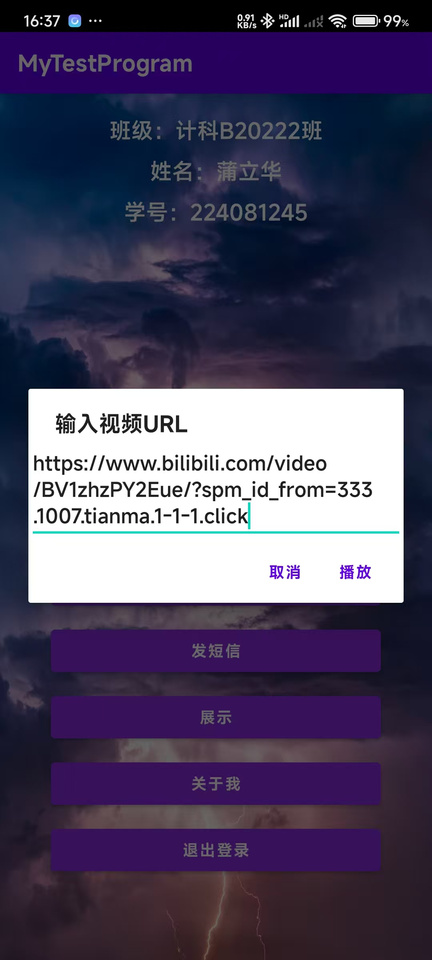 16:37
0.91 KB/s
HD
99%
MyTestProgram
班级：计科B20222班
姓名：蒲立华
学号：224081245
输入视频URL
https://www.bilibili.com/video
/BV1zhzPY2Eue/?spm_id_from=333
.1007.tianma.1-1-1.click
取消 播放
发短信
展示
关于我
退出登录